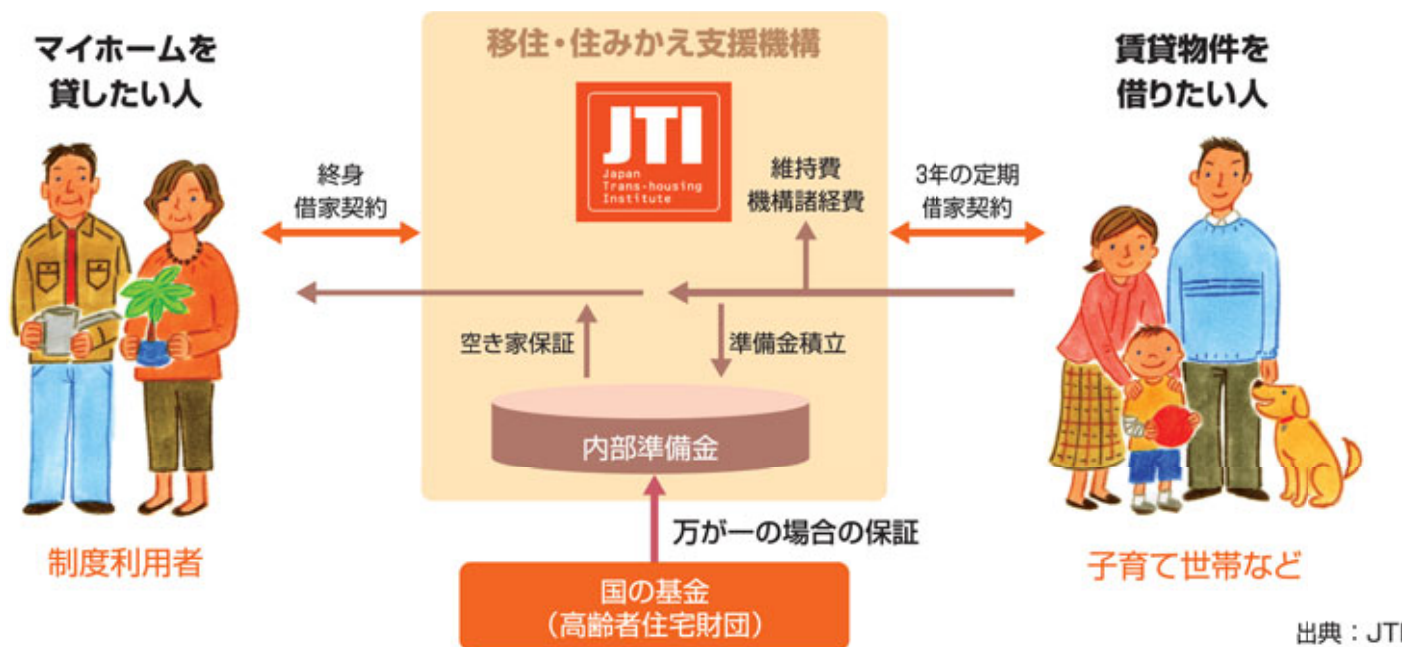 マイホームを
貸したい人
移住・住みかえ支援機構
賃貸物件を
借りたい人
JTI
Japan
Trans-housing
Institute
終身
借家契約
維持費
機構諸経費
3年の定期
借家契約
空き家保証
準備金積立
内部準備金
万が一の場合の保証
制度利用者
国の基金
（高齢者住宅財団）
子育て世帯など
出典：JTI